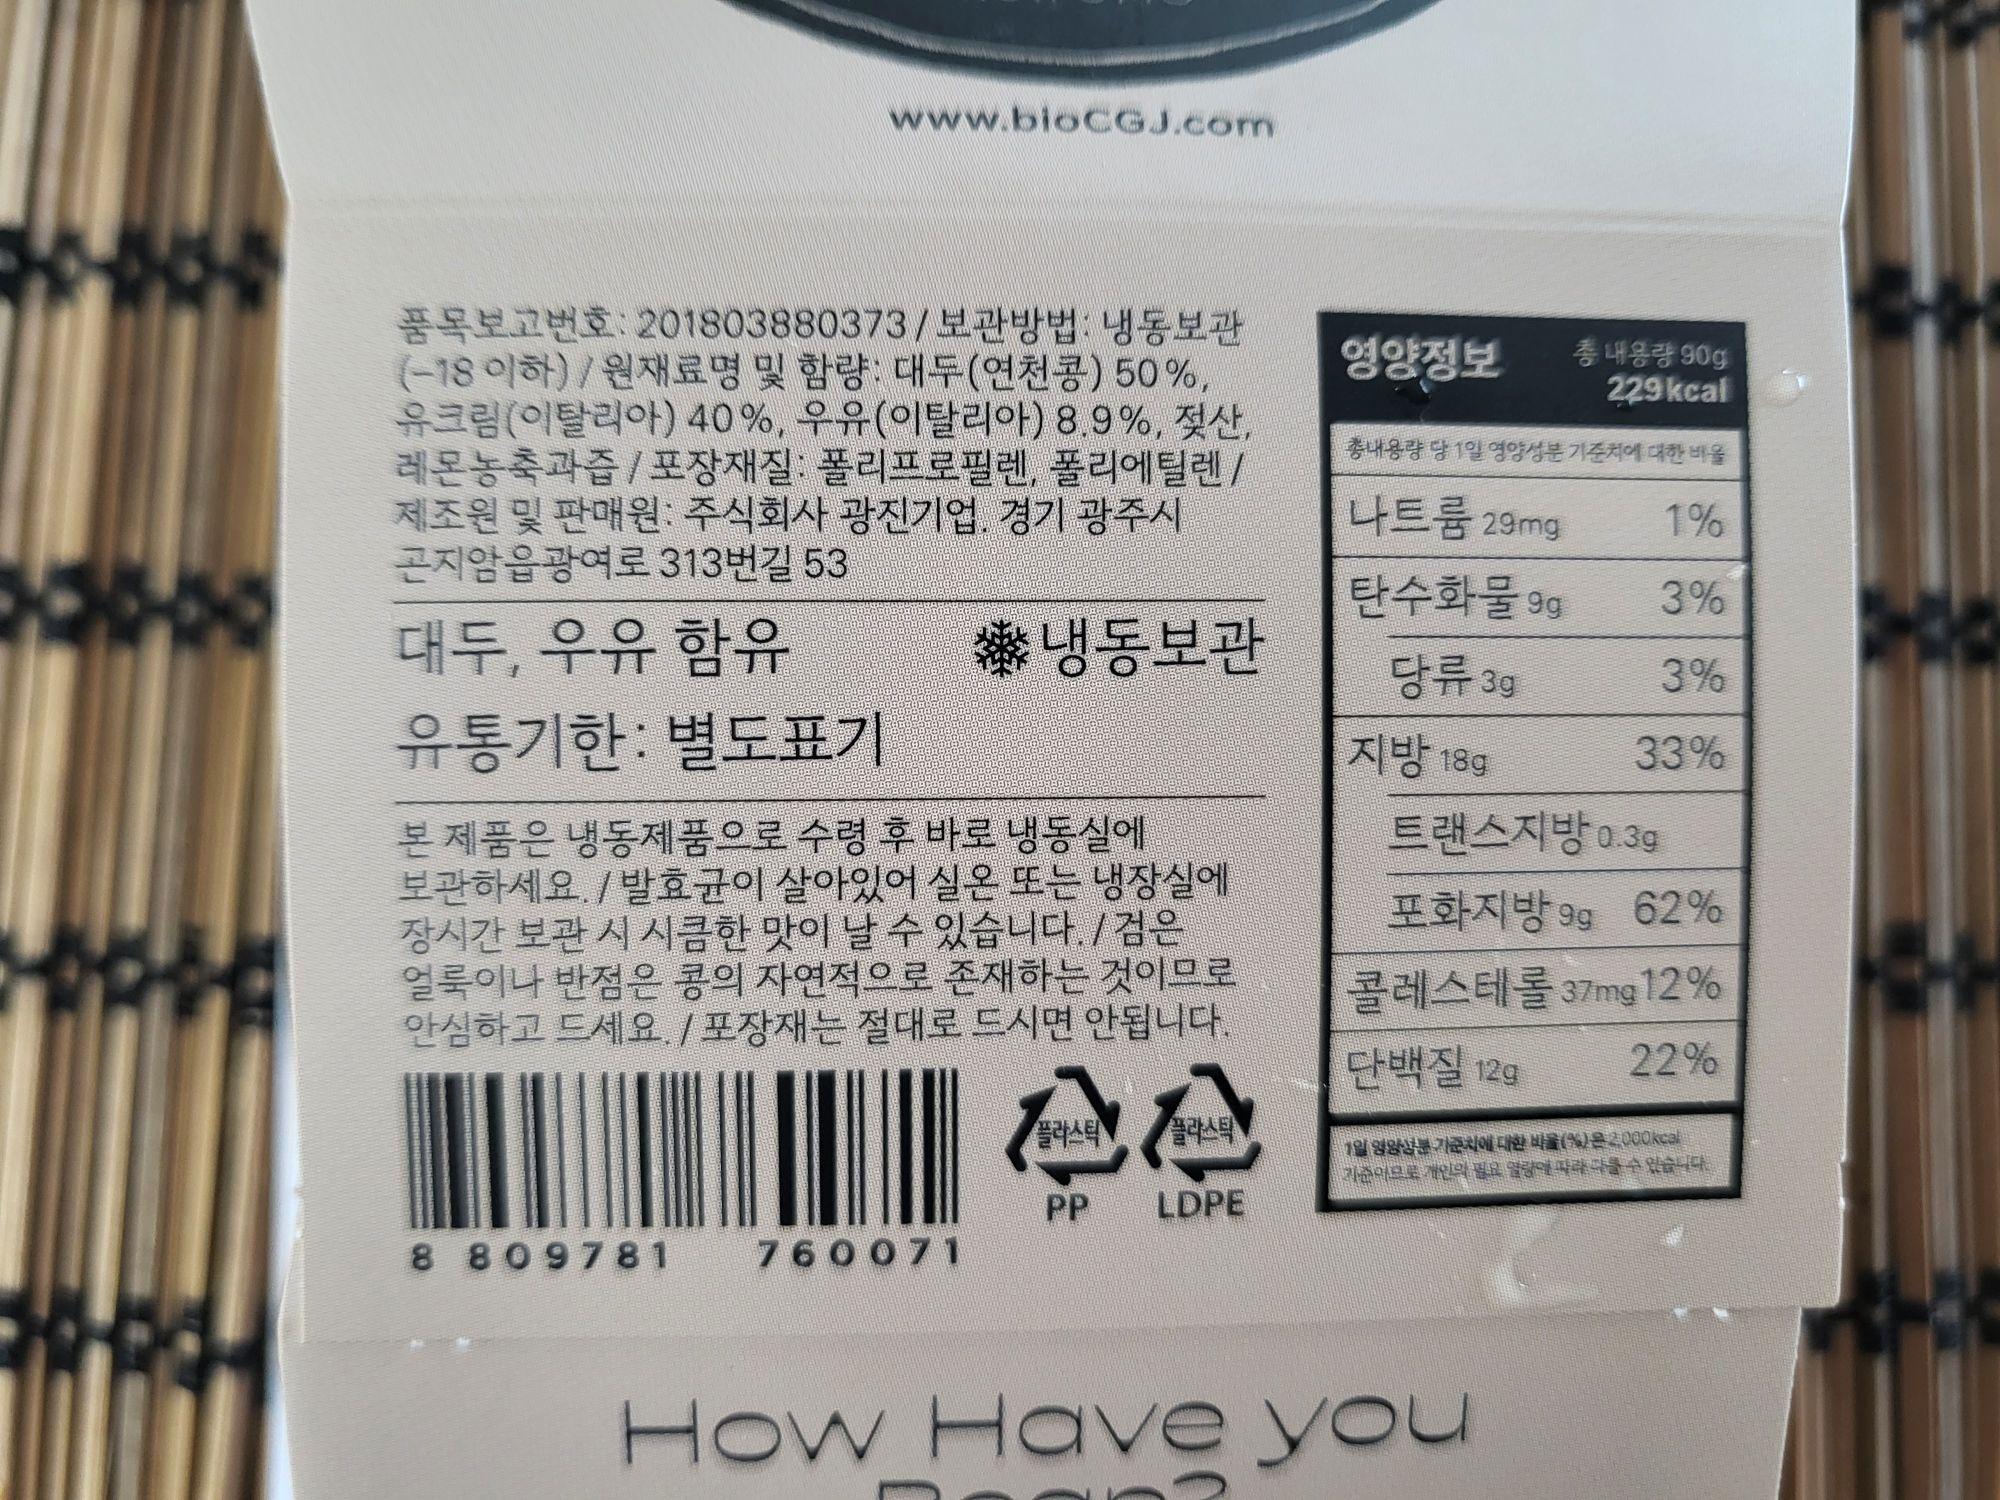 www.bioCGJ.com
품목보고번호: 201803880373 / 보관방법: 냉동보관
(-18 이하) / 원재료명 및 함량: 대두(연천콩) 50%,
유크림(이탈리아) 40%, 우유(이탈리아) 8.9%, 젖산,
레몬농축과즙 / 포장재질: 폴리프로필렌, 폴리에틸렌 /
제조원 및 판매원: 주식회사 광진기업. 경기 광주시
곤지암읍광여로 313번길 53
대두, 우유 함유
냉동보관
유통기한: 별도표기
본 제품은 냉동제품으로 수령 후 바로 냉동실에
보관하세요. / 발효균이 살아있어 실온 또는 냉장실에
장시간 보관 시 시큼한 맛이 날 수 있습니다. / 검은
얼룩이나 반점은 콩의 자연적으로 존재하는 것이므로
안심하고 드세요. / 포장재는 절대로 드시면 안됩니다.
8 809781 760071
플라스틱
PP
플라스틱
LDPE
영양정보
총 내용량 90g
229kcal
총내용량 당 1일 영양성분 기준치에 대한 비율
나트륨 29mg 1%
탄수화물 9g 3%
당류 3g 3%
지방 18g 33%
트랜스지방 0.3g
포화지방 9g 62%
콜레스테롤 37mg 12%
단백질 12g 22%
1일 영양성분 기준치에 대한 비율(%)은 2,000kcal
기준이므로 개인의 필요 열량에 따라 다를 수 있습니다.
How Have you